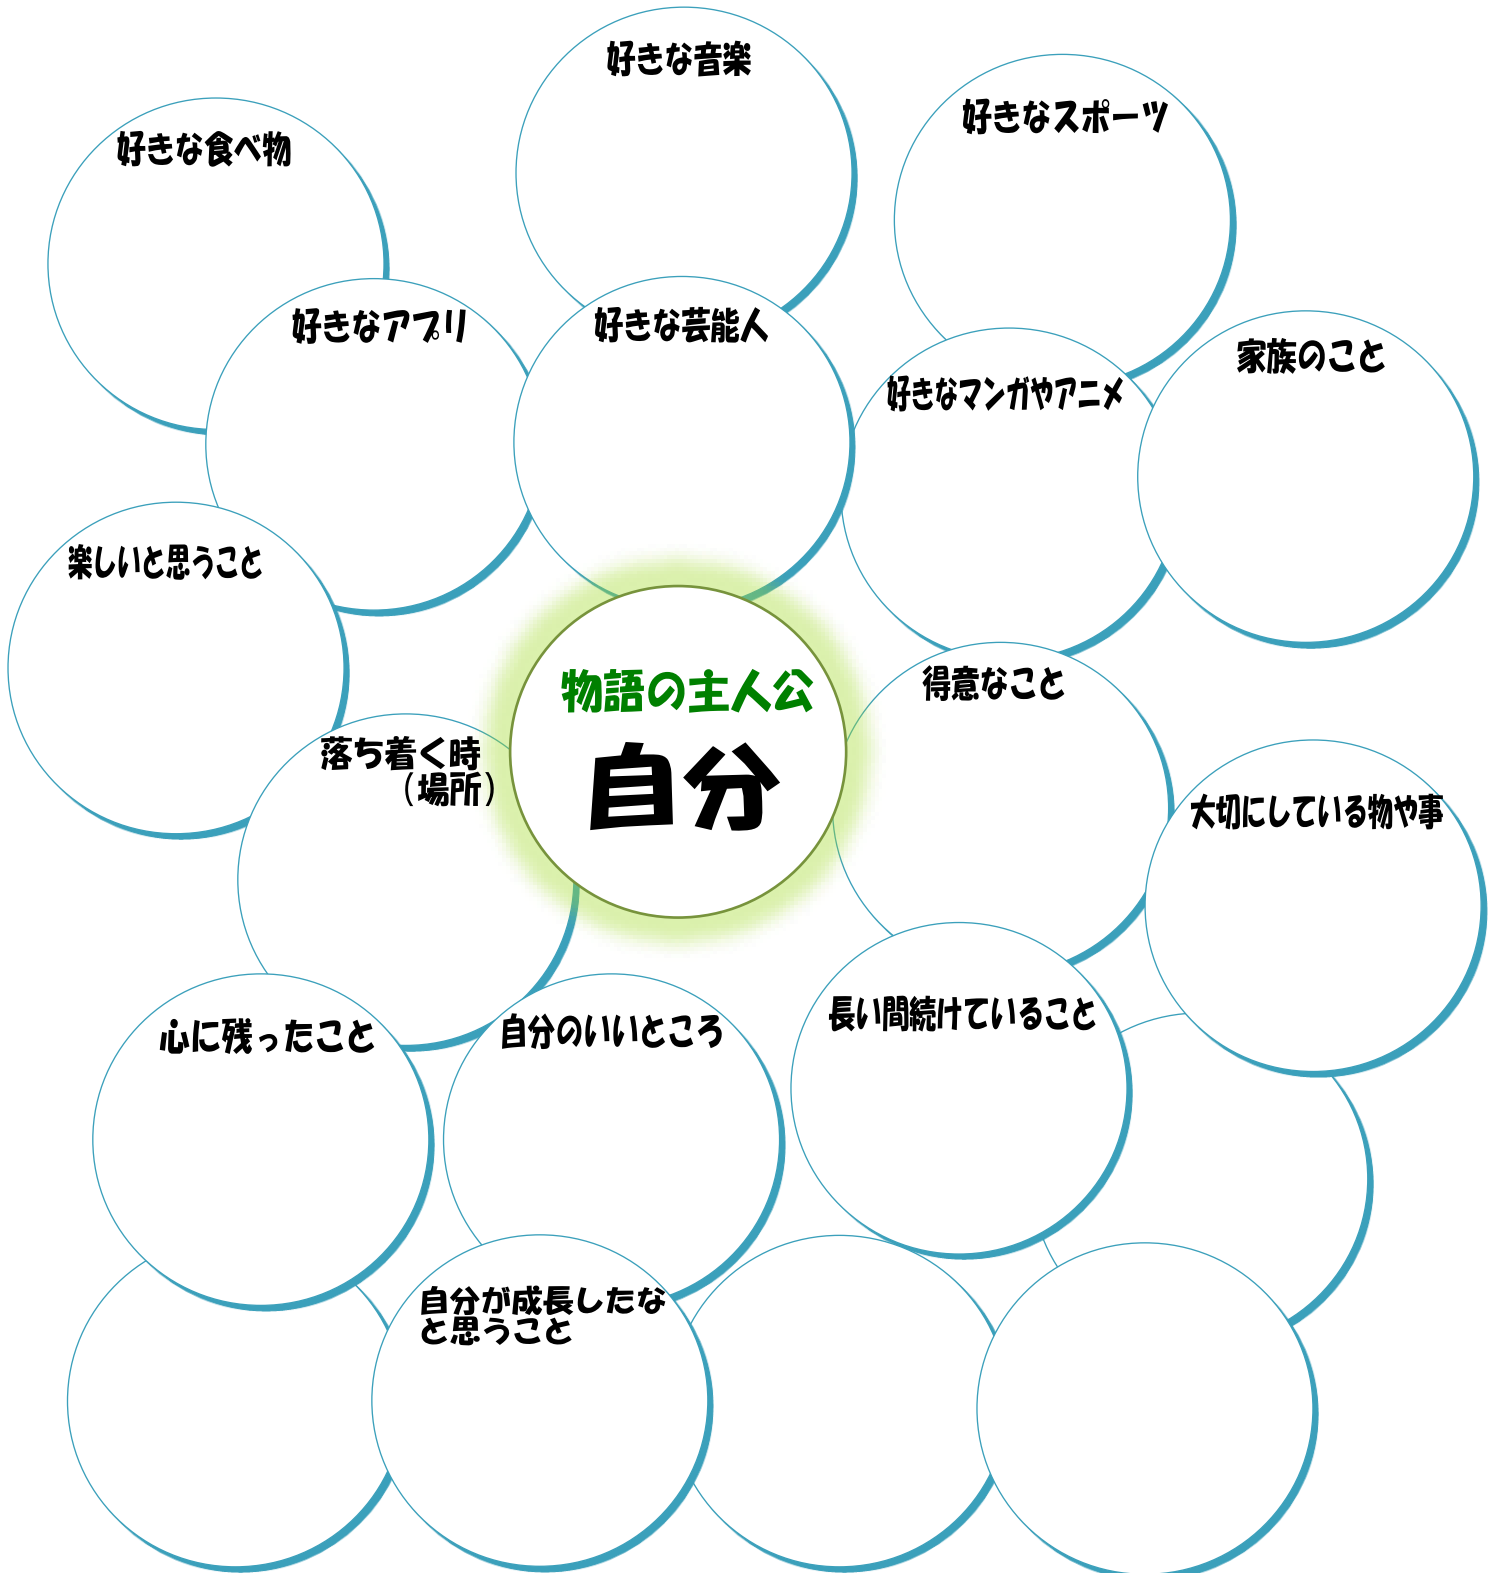 好きな音楽
好きなスポーツ
好きな食べ物
好きなアプリ
好きな芸能人
家族のこと
好きなマンガやアニメ
楽しいと思うこと
物語の主人公
自分
得意なこと
落ち着く時
（場所）
大切にしている物や事
長い間続けていること
心に残ったこと
自分のいいところ
自分が成長したな
と思うこと